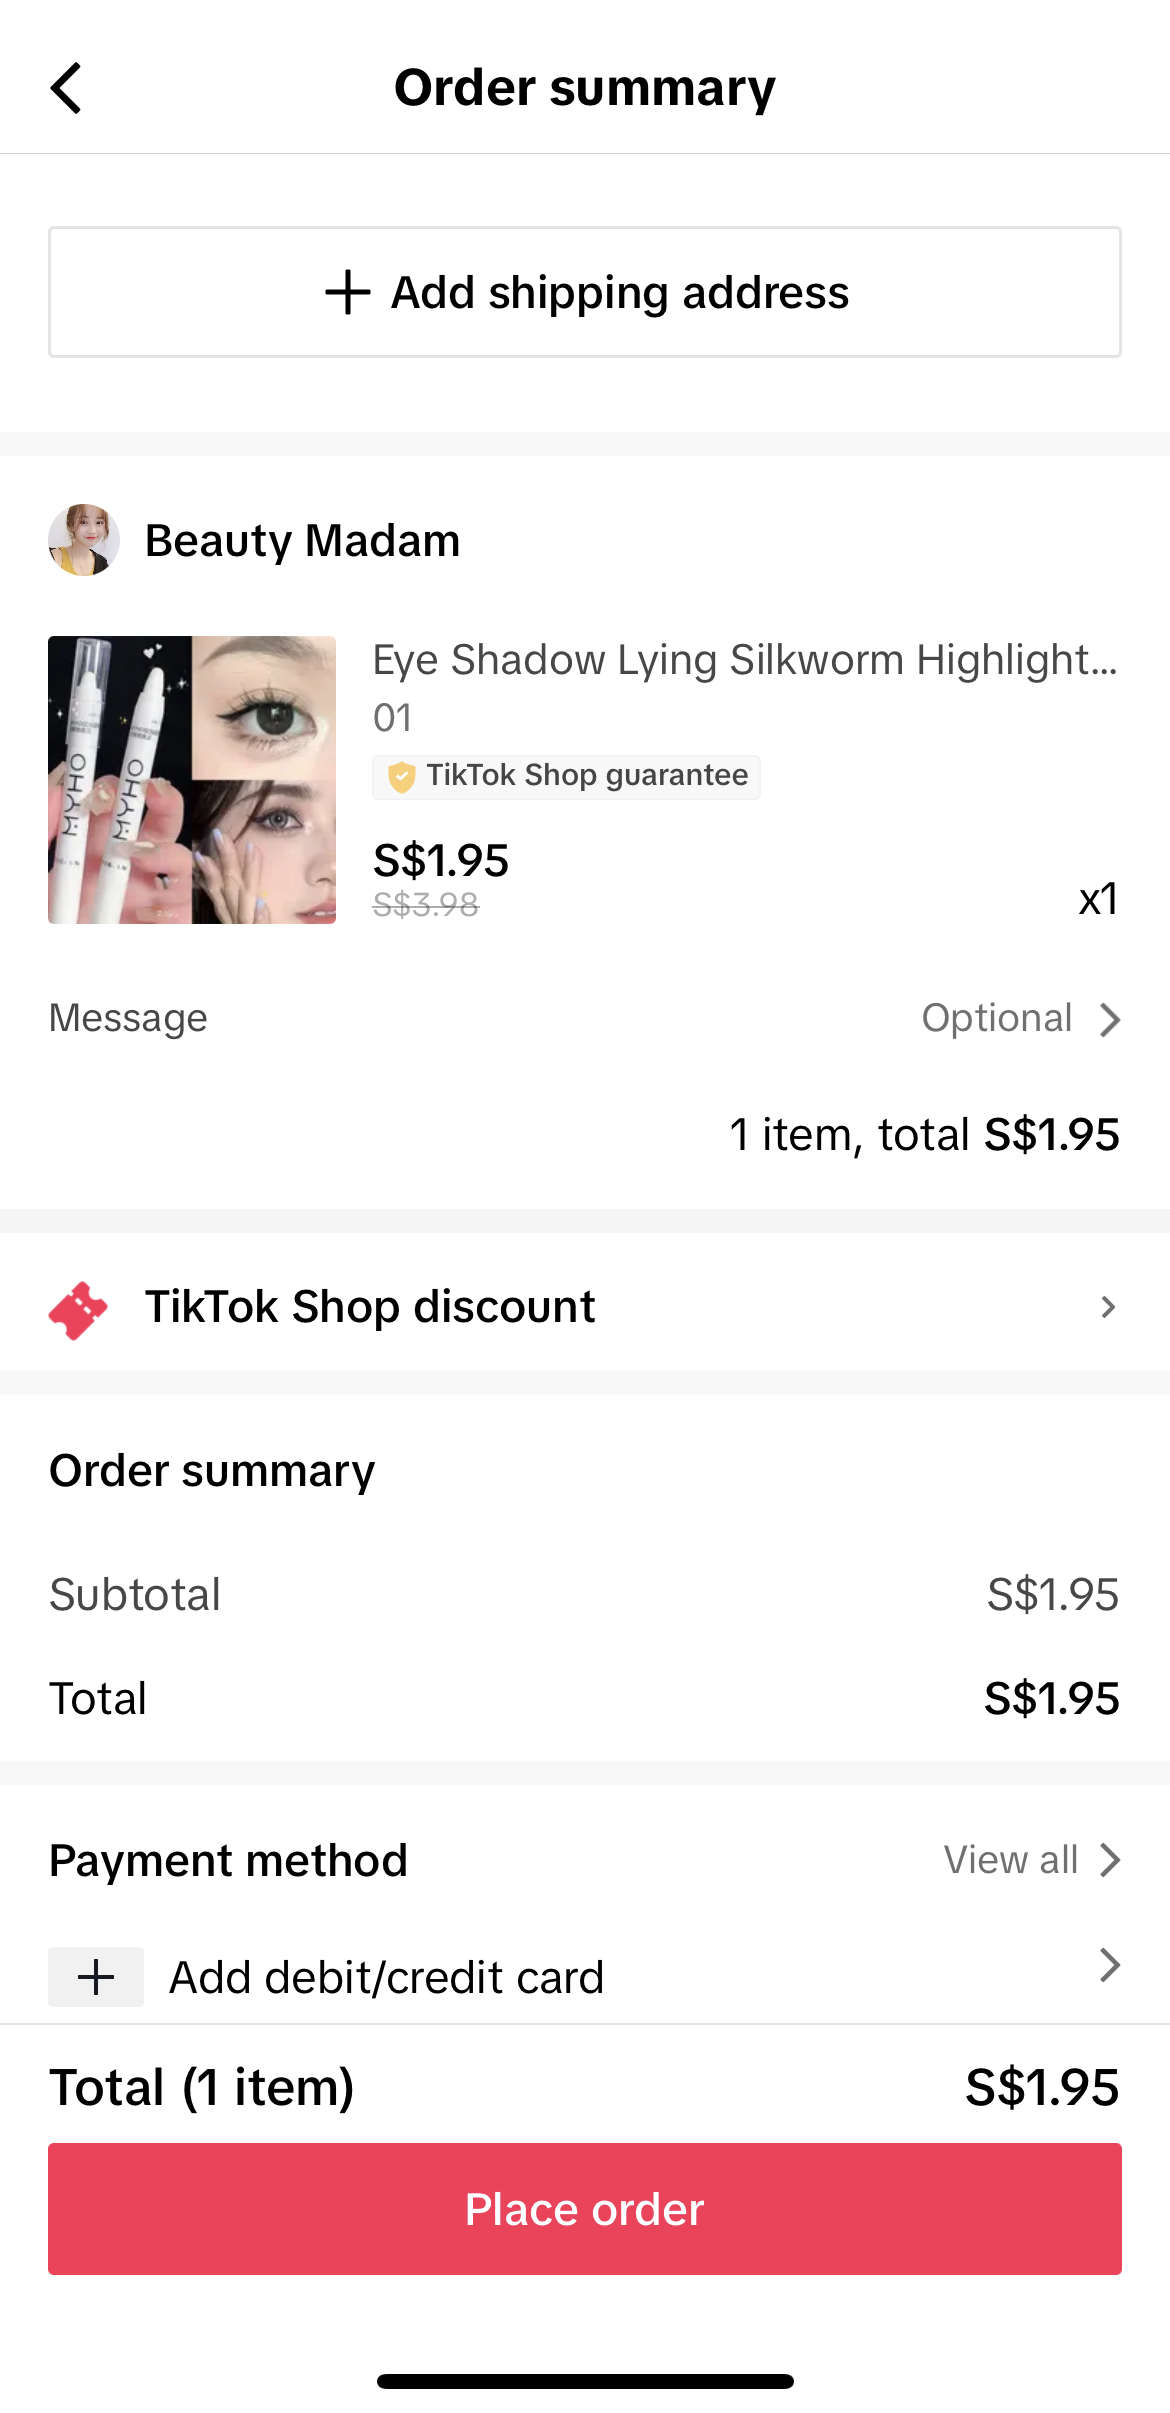 Order summary
Add shipping address
Beauty Madam
Eye Shadow Lying Silkworm Highlight...
01
TikTok Shop guarantee
S$1.95
S$3.98
x1
MYHO
MYHO
Message
Optional
1 item, total S$1.95
TikTok Shop discount
Order summary
Subtotal
S$1.95
Total
S$1.95
Payment method
View all
Add debit/credit card
Total (1 item)
S$1.95
Place order